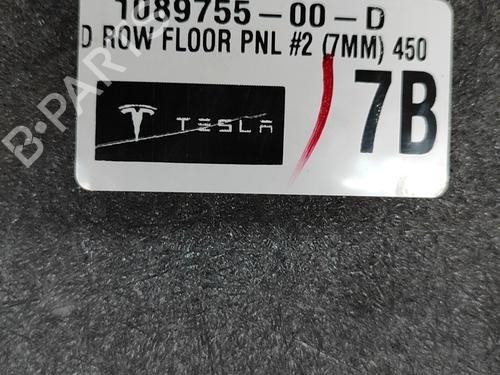 1089755-00-D
D ROW FLOOR PNL #2 (7MM) 450
TESLA
7B
B-PARTS